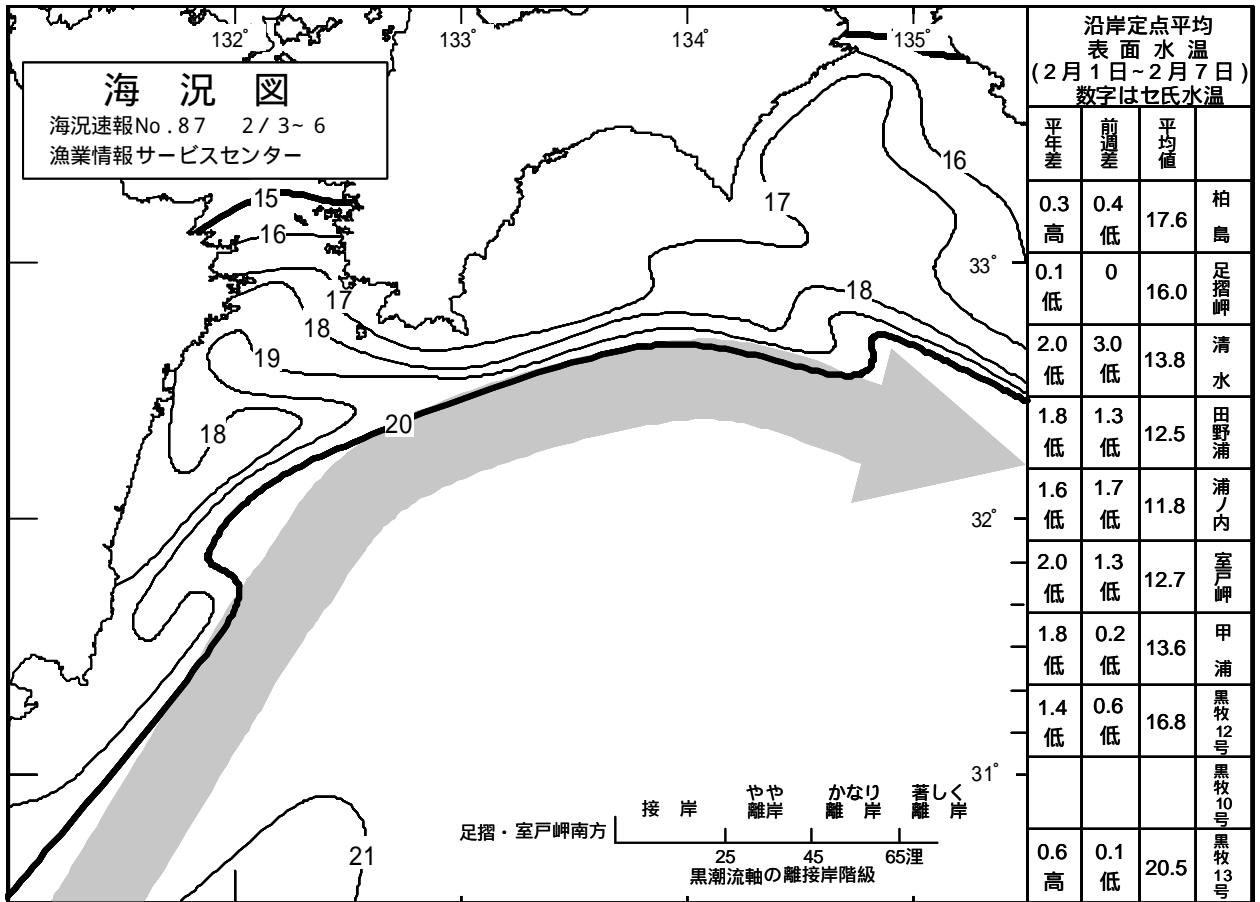 132°
133°
134°
135°
海況図
海況速報No.87 2/3~6
漁業情報サービスセンター
15
16
17
18
19
18
20
17
16
18
21
33°
32°
31°
足摺・室戸岬南方
接岸
やや離岸
かなり離岸
著しく離岸
25 45 65浬
黒潮流軸の離接岸階級
沿岸定点平均
表面水温
(2月1日~2月7日)
数字はセ氏水温
平年差 前週差 平均値
0.3高 0.4低 17.6 柏島
0.1低 0 16.0 足摺岬
2.0低 3.0低 13.8 清水
1.8低 1.3低 12.5 田野浦
1.6低 1.7低 11.8 浦ノ内
2.0低 1.3低 12.7 室戸岬
1.8低 0.2低 13.6 甲浦
1.4低 0.6低 16.8 黒牧12号
黒牧10号
0.6高 0.1低 20.5 黒牧13号